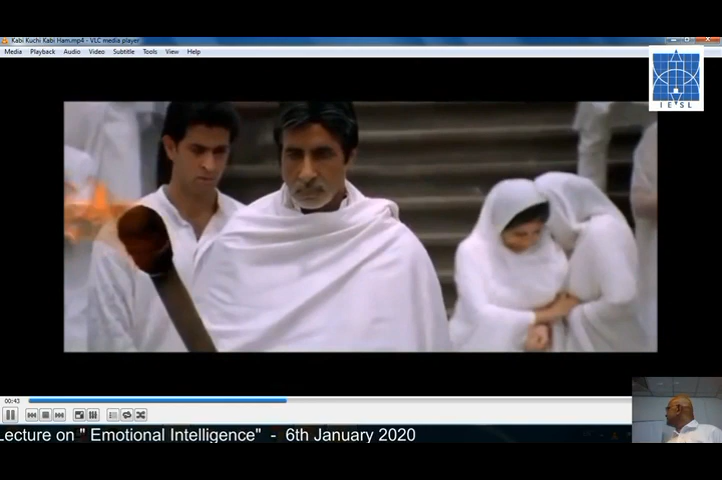 Kabi Kuchi Kabi Ham.mp4 - VLC media player
Media Playback Audio Video Subtitle Tools View Help
IESL
00:43
Lecture on " Emotional Intelligence" - 6th January 2020